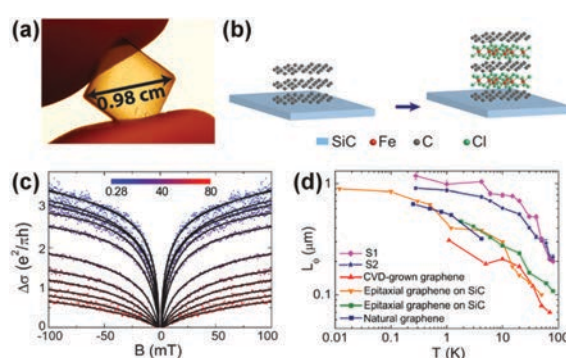 (a)
0.98 cm
(b)
SiC Fe C Cl
(c)
0.28 40 80
Δσ (e²/πh)
3
2
1
0
-100 -50 0 50 100
B (mT)
(d)
Lφ (μm)
1
0.1
S1
S2
CVD-grown graphene
Epitaxial graphene on SiC
Epitaxial graphene on SiC
Natural graphene
0.01 0.1 1 10 100
T (K)